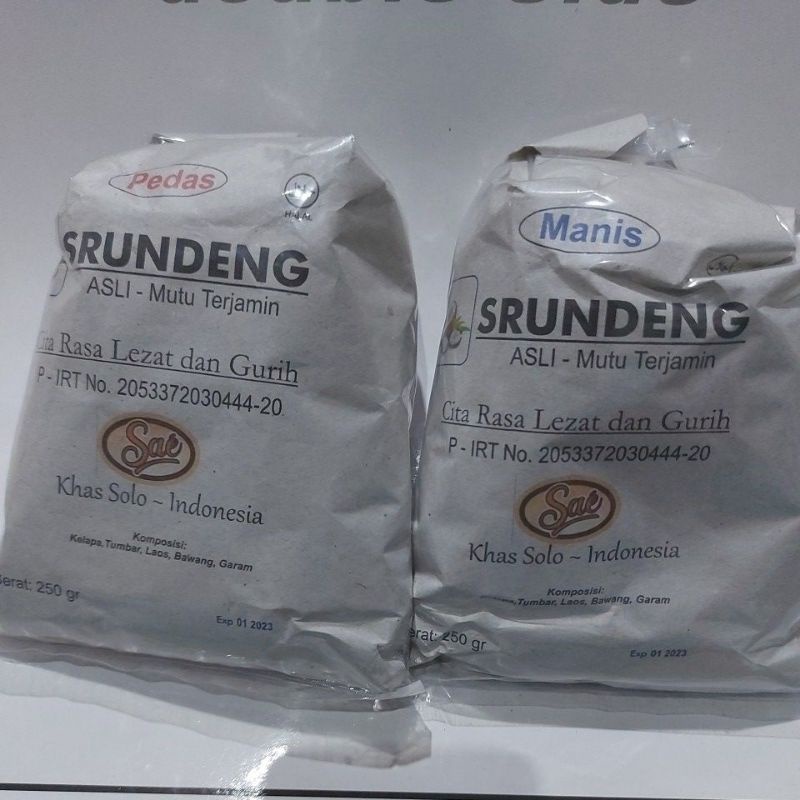 Pedas
HALAL
SRUNDENG
ASLI - Mutu Terjamin
Cita Rasa Lezat dan Gurih
P - IRT No. 2053372030444-20
Sae
Khas Solo ~ Indonesia
Komposisi:
Kelapa,Tumbar, Laos, Bawang, Garam
Berat: 250 gr
Exp 01 2023
Manis
SRUNDENG
ASLI - Mutu Terjamin
Cita Rasa Lezat dan Gurih
P - IRT No. 2053372030444-20
Sae
Khas Solo ~ Indonesia
Komposisi:
Kelapa,Tumbar, Laos, Bawang, Garam
Berat: 250 gr
Exp 01 2023